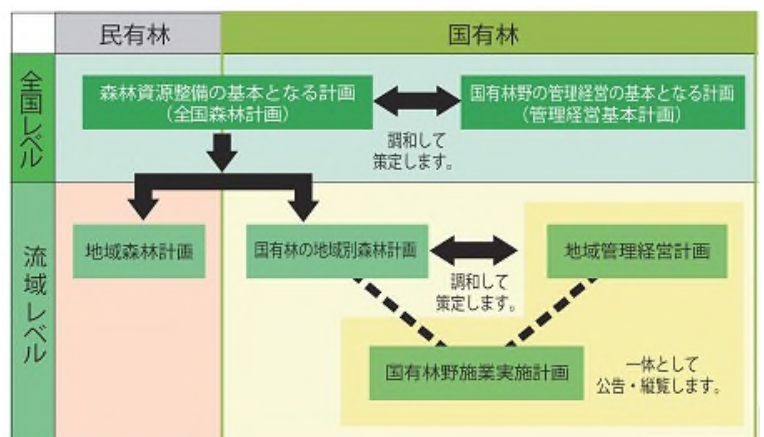 民有林
国有林
全国レベル
森林資源整備の基本となる計画
（全国森林計画）
国有林野の管理経営の基本となる計画
（管理経営基本計画）
調和して
策定します。
流域レベル
地域森林計画
国有林の地域別森林計画
地域管理経営計画
調和して
策定します。
国有林野施業実施計画
一体として
公告・縦覧します。